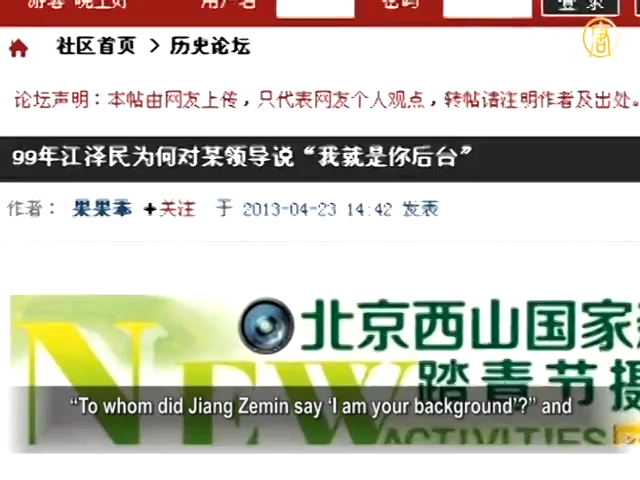 游客 晚上好 用户名 密码 登 录
社区首页 > 历史论坛
论坛声明：本帖由网友上传，只代表网友个人观点，转帖请注明作者及出处。
99年江泽民为何对某领导说“我就是你后台”
作者： 果果季 +关注 于 2013-04-23 14:42 发表
北京西山国家
踏青节摄
NEW
“To whom did Jiang Zemin say ‘I am your background’?” and
ACTIVITIES